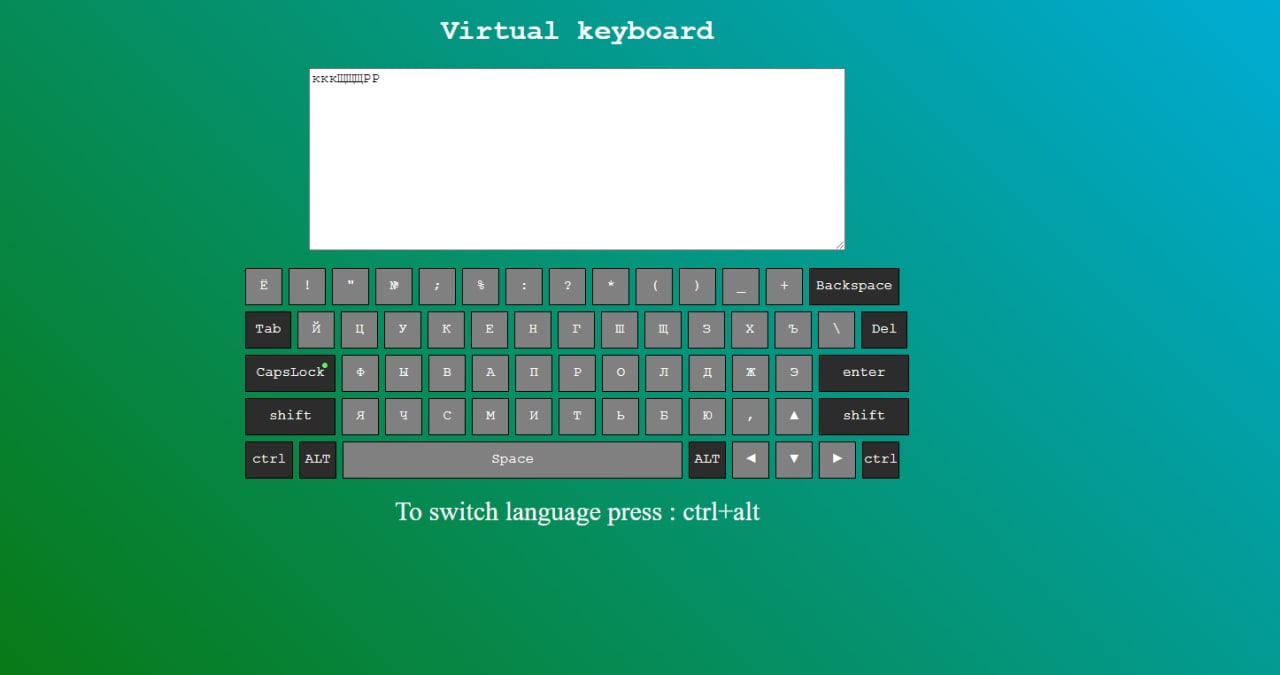 Virtual keyboard
кккЩЩЩРР
Ё ! " № ; % : ? * ( ) _ + Backspace
Tab Й Ц У К Е Н Г Ш Щ З Х Ъ \ Del
CapsLock Ф Ы В А П Р О Л Д Ж Э enter
shift Я Ч С М И Т Ь Б Ю , ▲ shift
ctrl ALT Space ALT ◄ ▼ ► ctrl
To switch language press : ctrl+alt